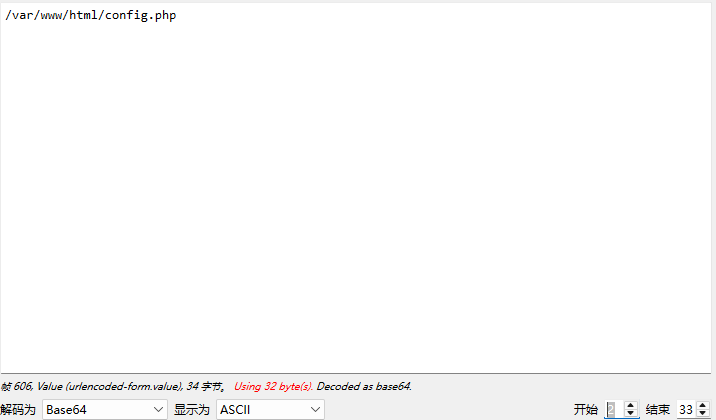 /var/www/html/config.php
帧 606, Value (urlencoded-form.value), 34 字节。 Using 32 byte(s). Decoded as base64.
解码为 Base64 显示为 ASCII 开始 2 结束 33